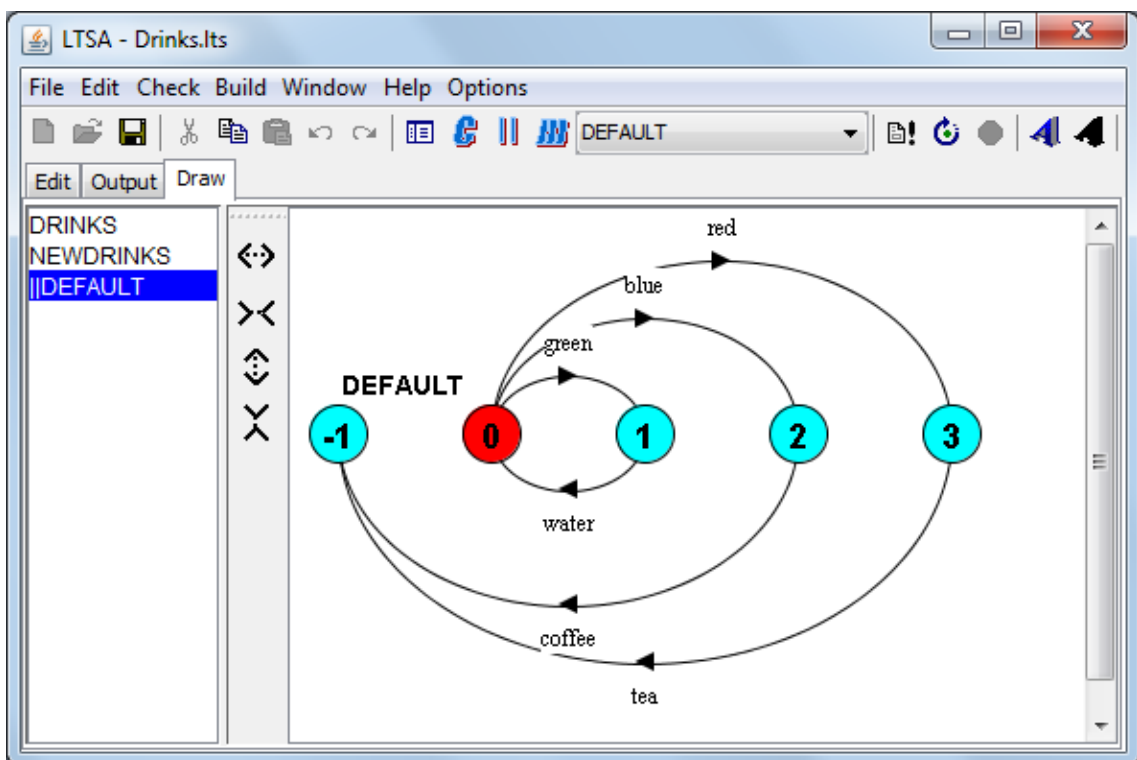 LTSA - Drinks.lts
File Edit Check Build Window Help Options
DEFAULT
Edit Output Draw
DRINKS
NEWDRINKS
||DEFAULT
red
blue
green
DEFAULT
-1 0 1 2 3
water
coffee
tea